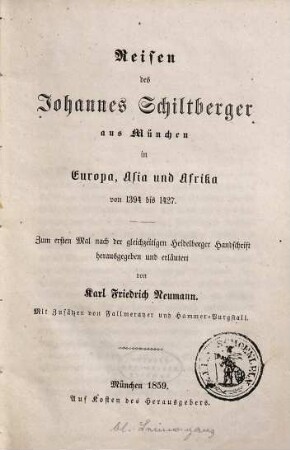 Reisen
des
Johannes Schiltberger
aus München
in
Europa, Asia und Afrika
von 1394 bis 1427.
Zum ersten Mal nach der gleichzeitigen Heidelberger Handschrift
herausgegeben und erläutert
von
Karl Friedrich Neumann.
Mit Zusätzen von Fallmerayer und Hammer-Purgstall.
München 1859.
Auf Kosten des Herausgebers.